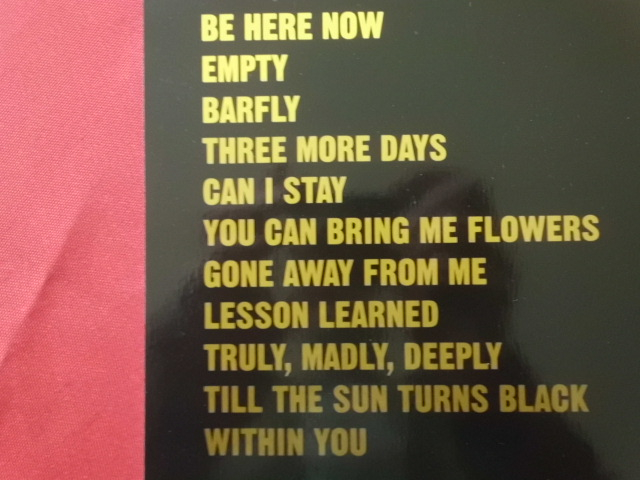 BE HERE NOW
EMPTY
BARFLY
THREE MORE DAYS
CAN I STAY
YOU CAN BRING ME FLOWERS
GONE AWAY FROM ME
LESSON LEARNED
TRULY, MADLY, DEEPLY
TILL THE SUN TURNS BLACK
WITHIN YOU